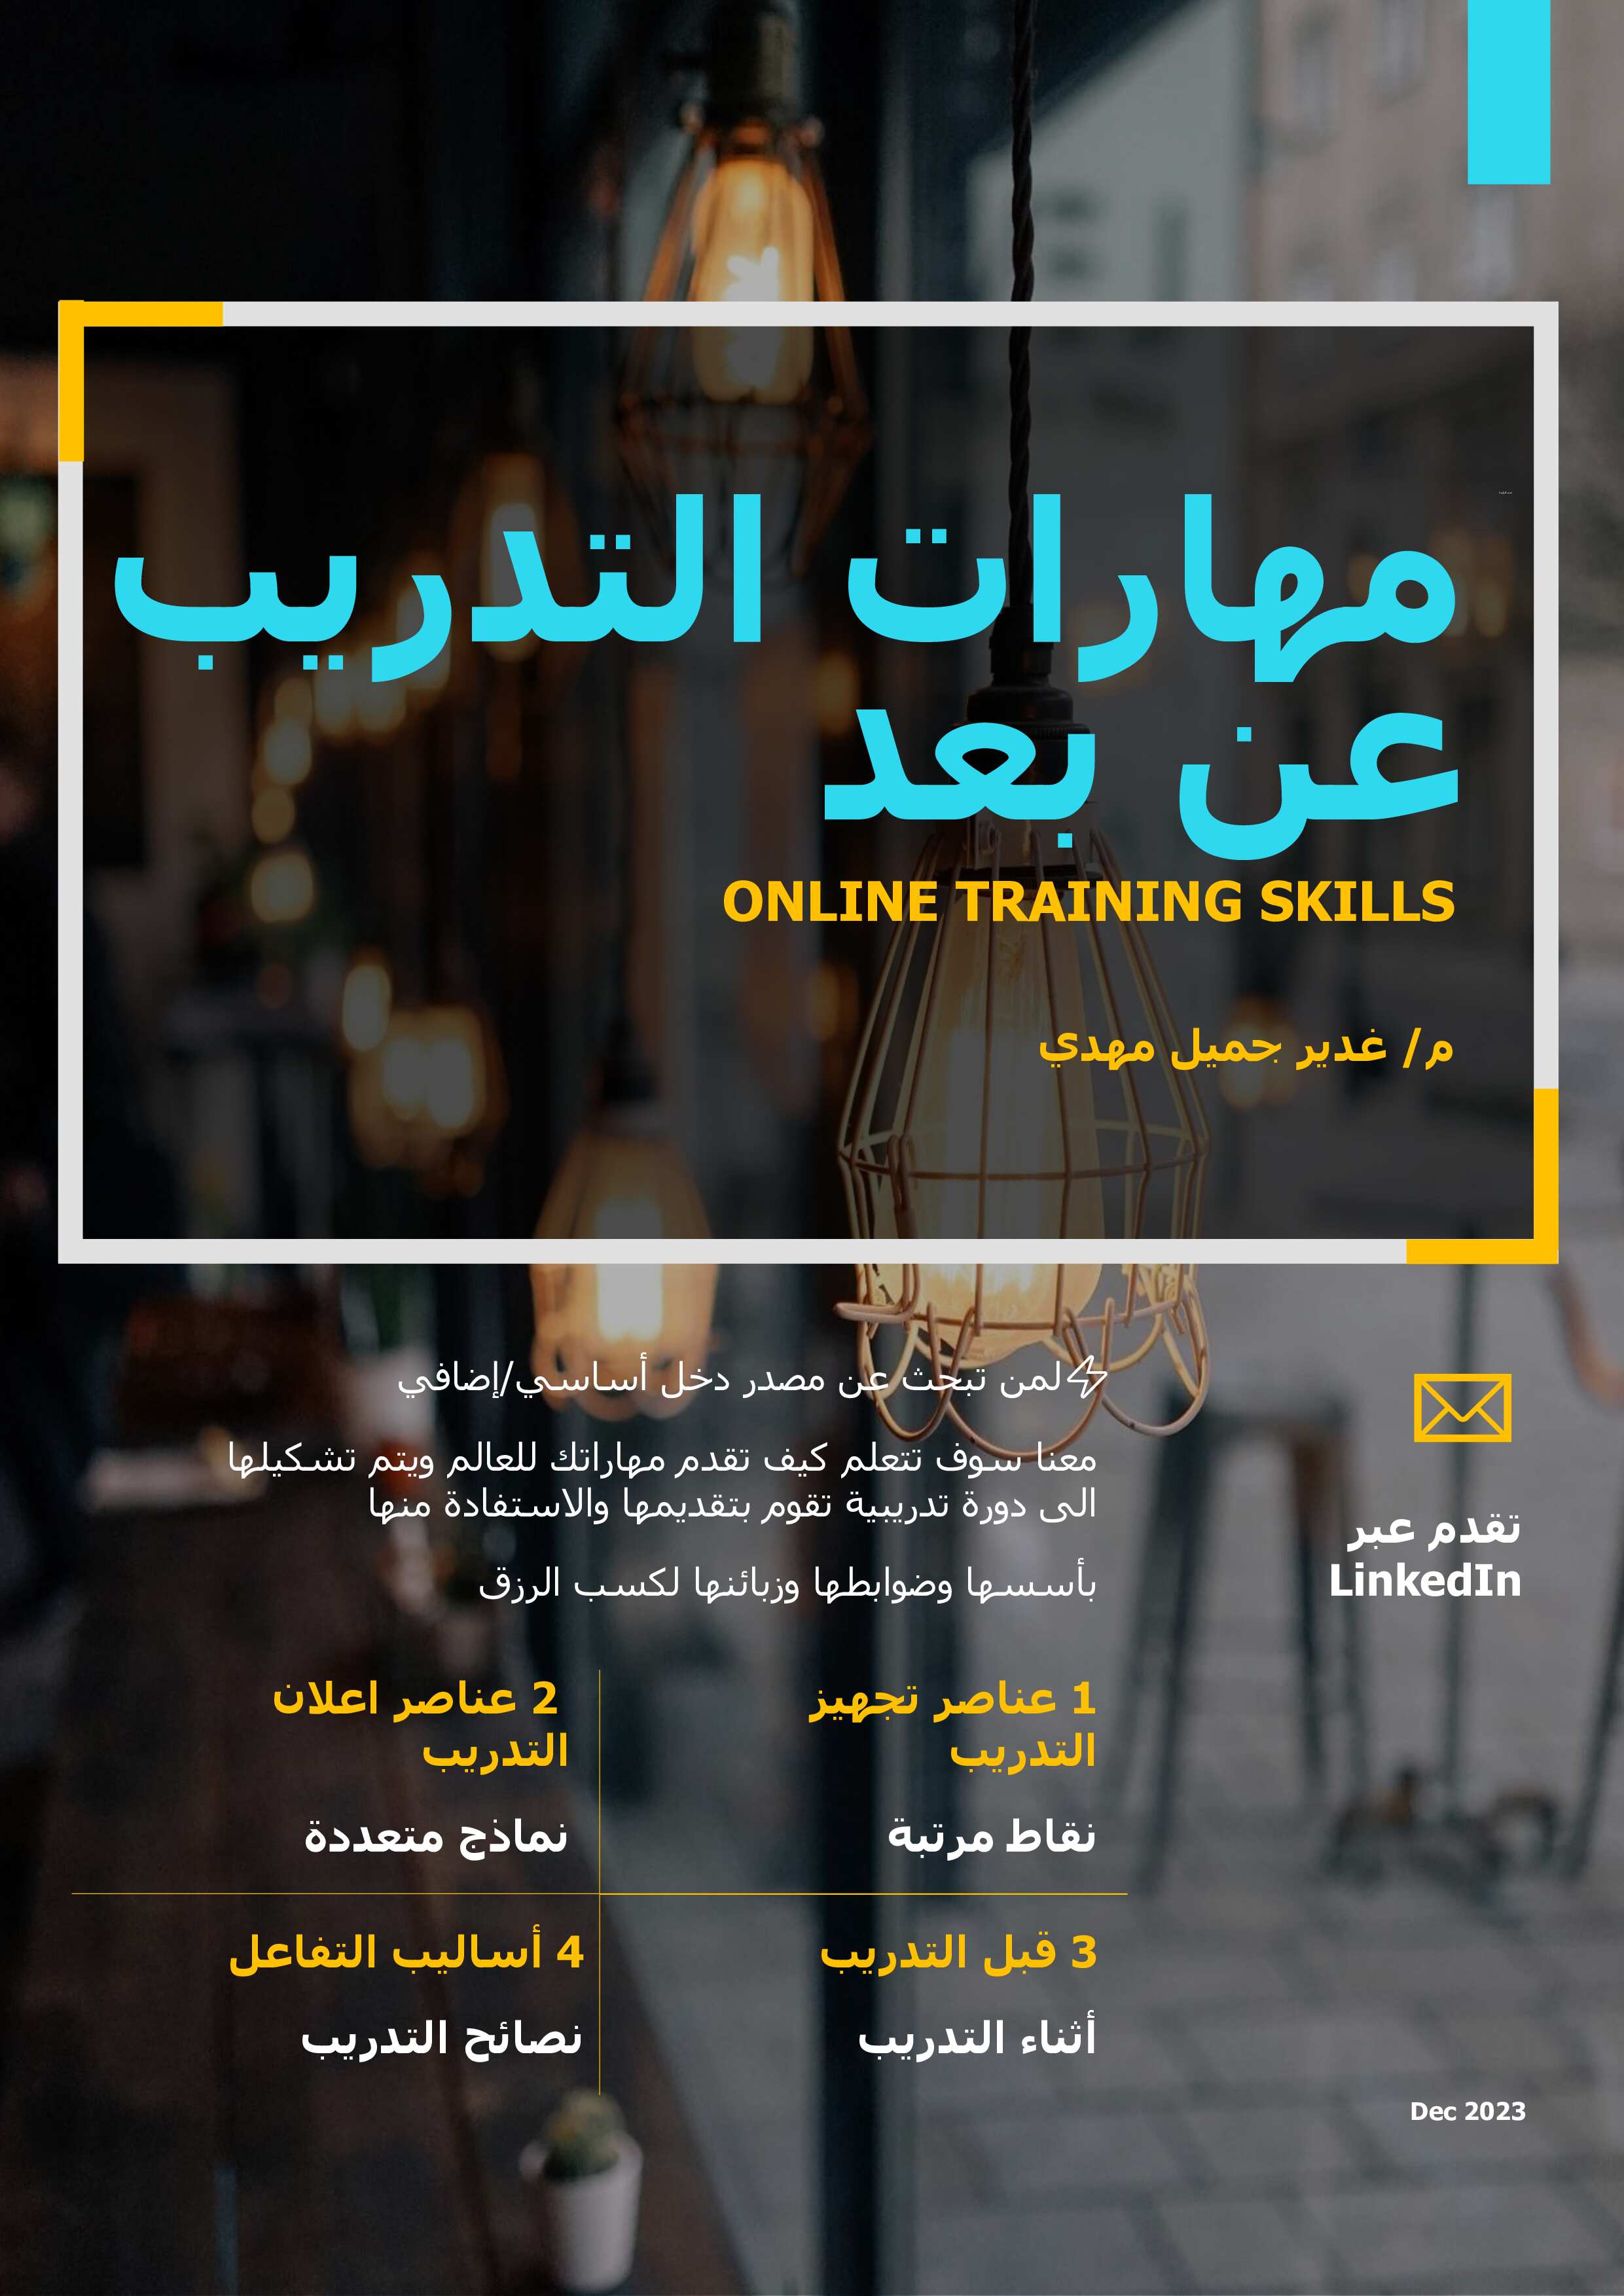 مهارات التدريب
عن بعد
ONLINE TRAINING SKILLS
م/ غدير جميل مهدي
لمن تبحث عن مصدر دخل أساسي/إضافي
معنا سوف تتعلم كيف تقدم مهاراتك للعالم ويتم تشكيلها
الى دورة تدريبية تقوم بتقديمها والاستفادة منها
بأسسها وضوابطها وزبائنها لكسب الرزق
تقدم عبر
LinkedIn
1 عناصر تجهيز
التدريب
نقاط مرتبة
2 عناصر اعلان
التدريب
نماذج متعددة
3 قبل التدريب
أثناء التدريب
4 أساليب التفاعل
نصائح التدريب
Dec 2023